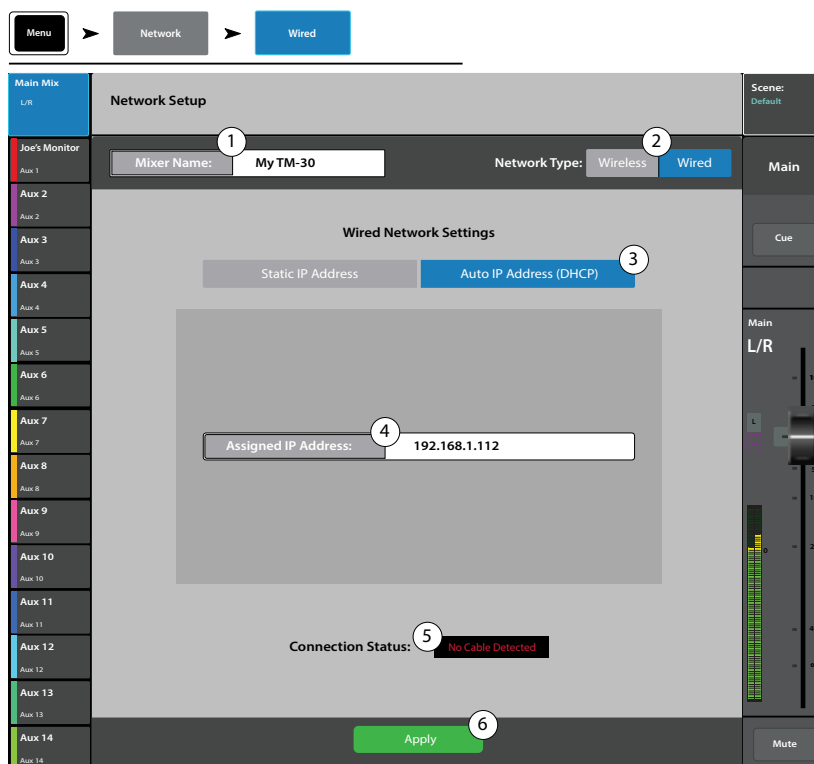 Menu
Network
Wired
Main Mix
L/R
Network Setup
Scene:
Default
1
2
Mixer Name:
My TM-30
Network Type:
Wireless
Wired
Joe's Monitor
Aux 1
Aux 2
Aux 2
Aux 3
Aux 3
Aux 4
Aux 4
Aux 5
Aux 5
Aux 6
Aux 6
Aux 7
Aux 7
Aux 8
Aux 8
Aux 9
Aux 9
Aux 10
Aux 10
Aux 11
Aux 11
Aux 12
Aux 12
Aux 13
Aux 13
Aux 14
Aux 14
Wired Network Settings
3
Static IP Address
Auto IP Address (DHCP)
4
Assigned IP Address:
192.168.1.112
5
Connection Status:
No Cable Detected
6
Apply
Main
Cue
Main
L/R
L
0
Mute